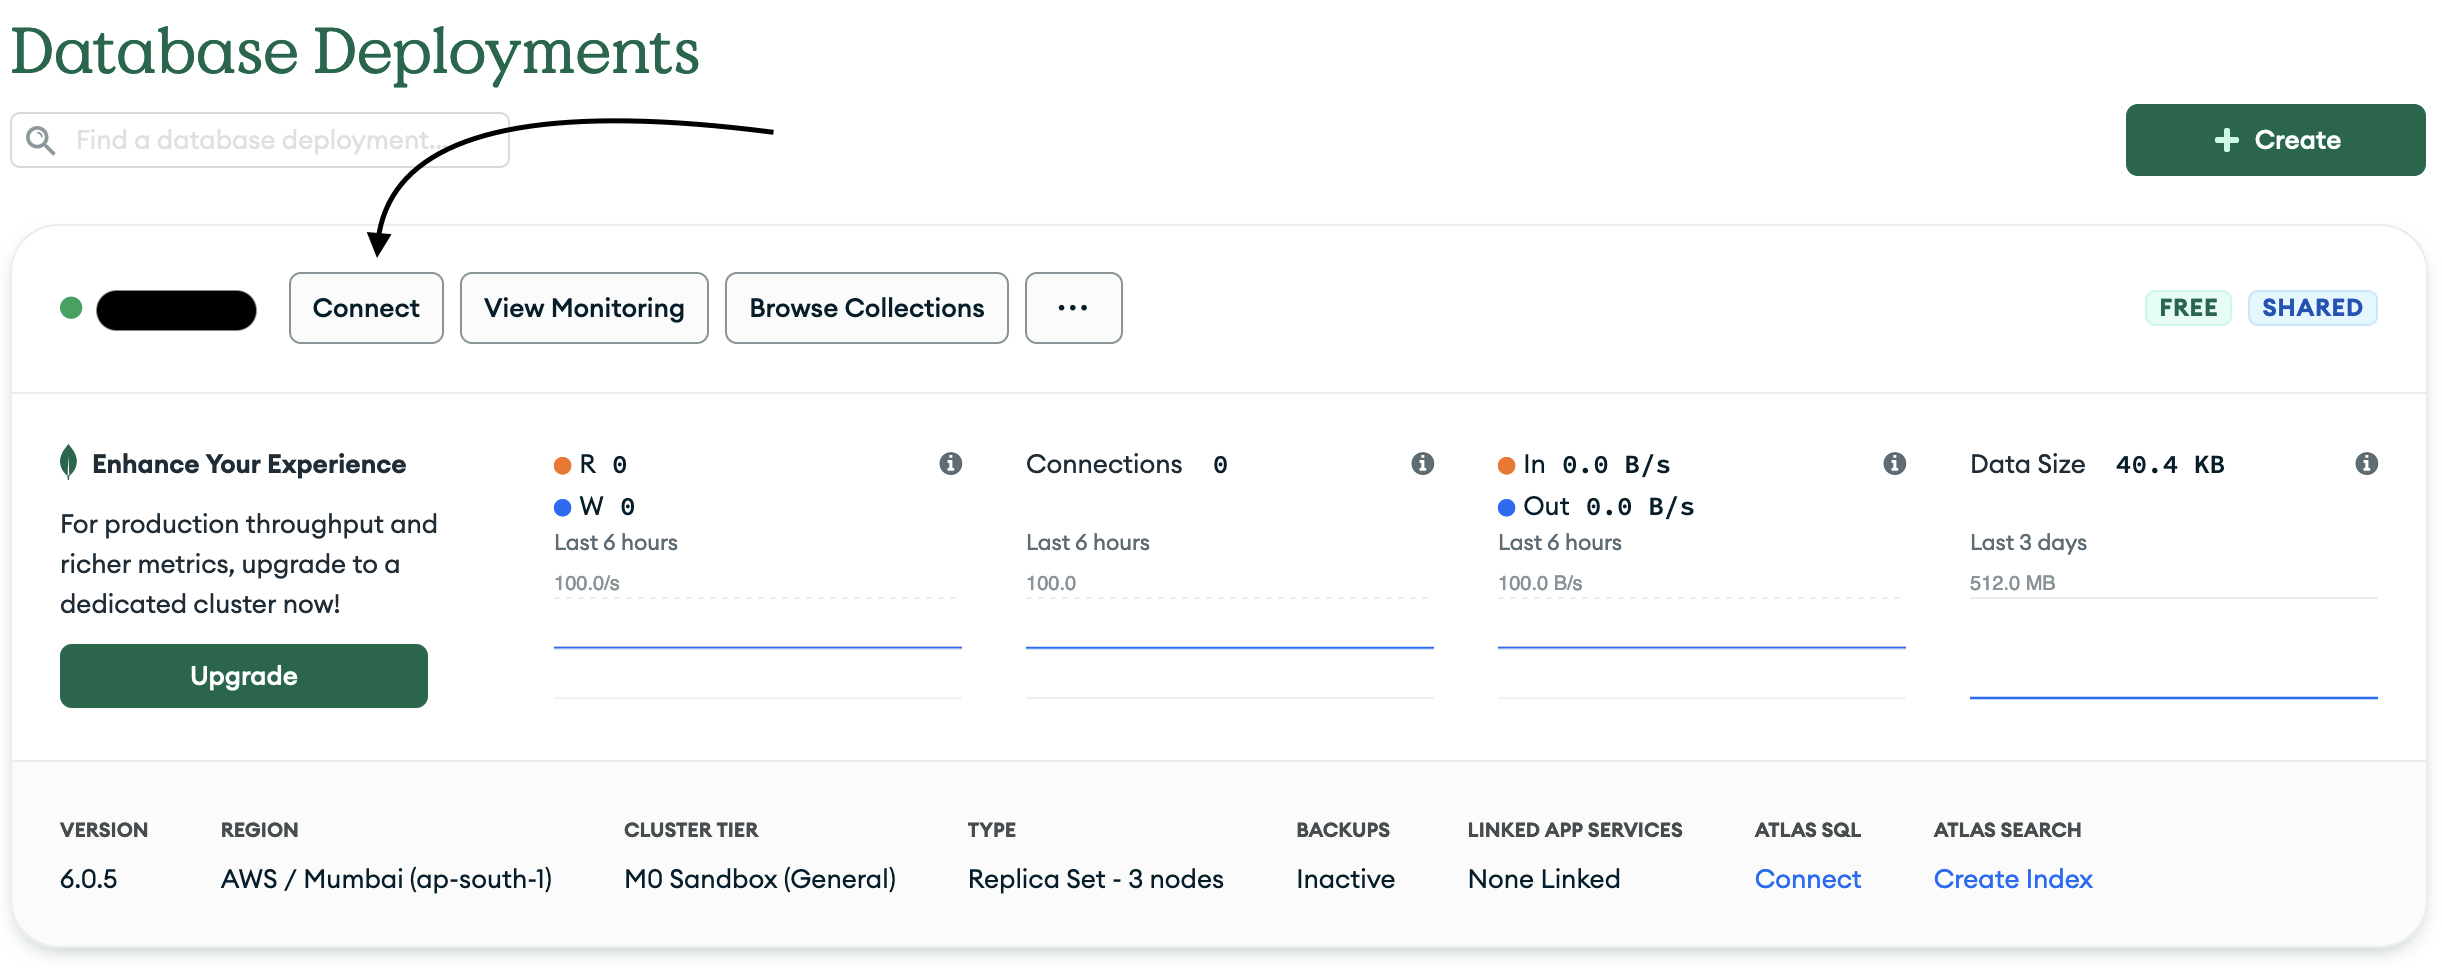 Database Deployments
Find a database deployment...
+ Create
Connect View Monitoring Browse Collections ...
FREE SHARED
Enhance Your Experience
For production throughput and
richer metrics, upgrade to a
dedicated cluster now!
Upgrade
R 0
W 0
Last 6 hours
100.0/s
Connections 0
Last 6 hours
100.0
In 0.0 B/s
Out 0.0 B/s
Last 6 hours
100.0 B/s
Data Size 40.4 KB
Last 3 days
512.0 MB
VERSION REGION CLUSTER TIER TYPE BACKUPS LINKED APP SERVICES ATLAS SQL ATLAS SEARCH
6.0.5 AWS / Mumbai (ap-south-1) M0 Sandbox (General) Replica Set - 3 nodes Inactive None Linked Connect Create Index